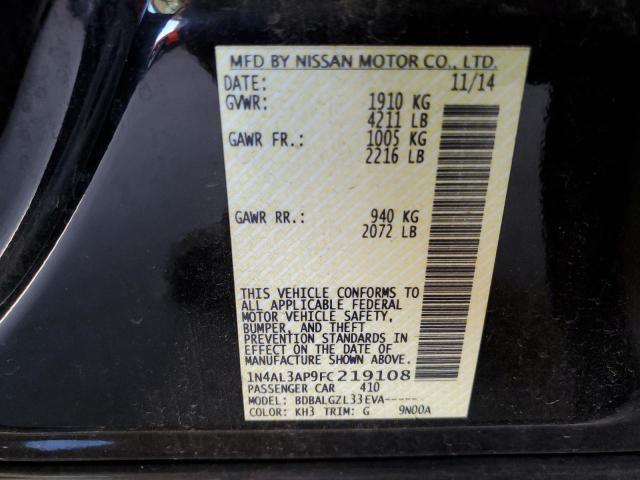 MFD BY NISSAN MOTOR CO., LTD.
DATE: 11/14
GVWR: 1910 KG
4211 LB
GAWR FR.: 1005 KG
2216 LB
GAWR RR.: 940 KG
2072 LB
THIS VEHICLE CONFORMS TO
ALL APPLICABLE FEDERAL
MOTOR VEHICLE SAFETY,
BUMPER, AND THEFT
PREVENTION STANDARDS IN
EFFECT ON THE DATE OF
MANUFACTURE SHOWN ABOVE.
1N4AL3AP9FC219108
PASSENGER CAR 410
MODEL: BDBALGZL33EVA-----
COLOR: KH3 TRIM: G 9N00A